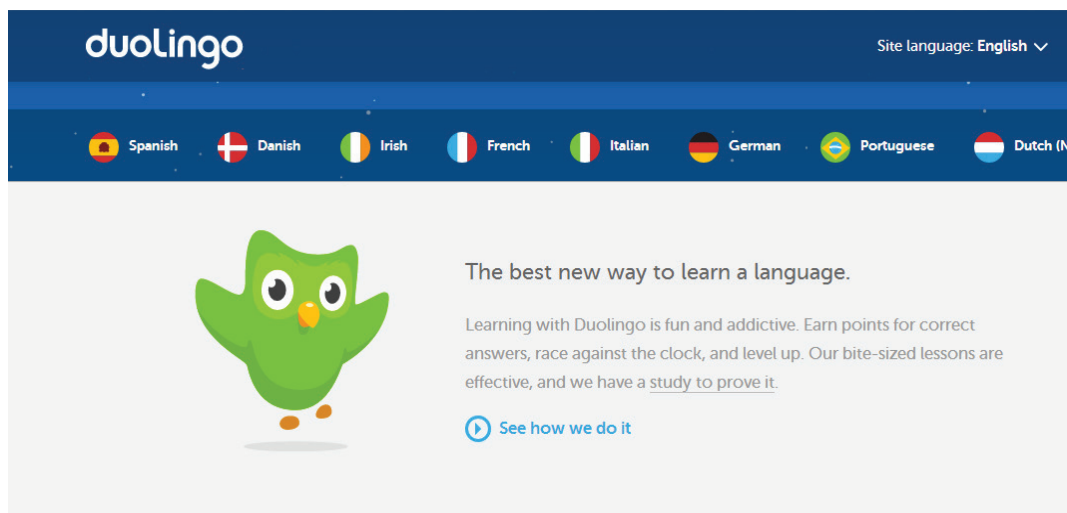 duolingo
Site language: English
Spanish Danish Irish French Italian German Portuguese Dutch (N
The best new way to learn a language.
Learning with Duolingo is fun and addictive. Earn points for correct
answers, race against the clock, and level up. Our bite-sized lessons are
effective, and we have a study to prove it.
See how we do it